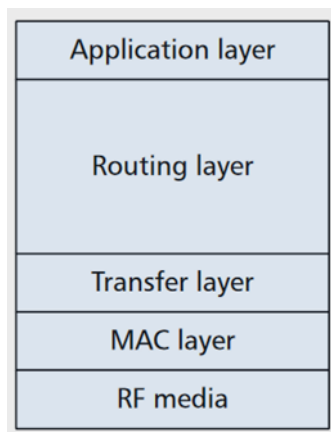 Application layer
Routing layer
Transfer layer
MAC layer
RF media